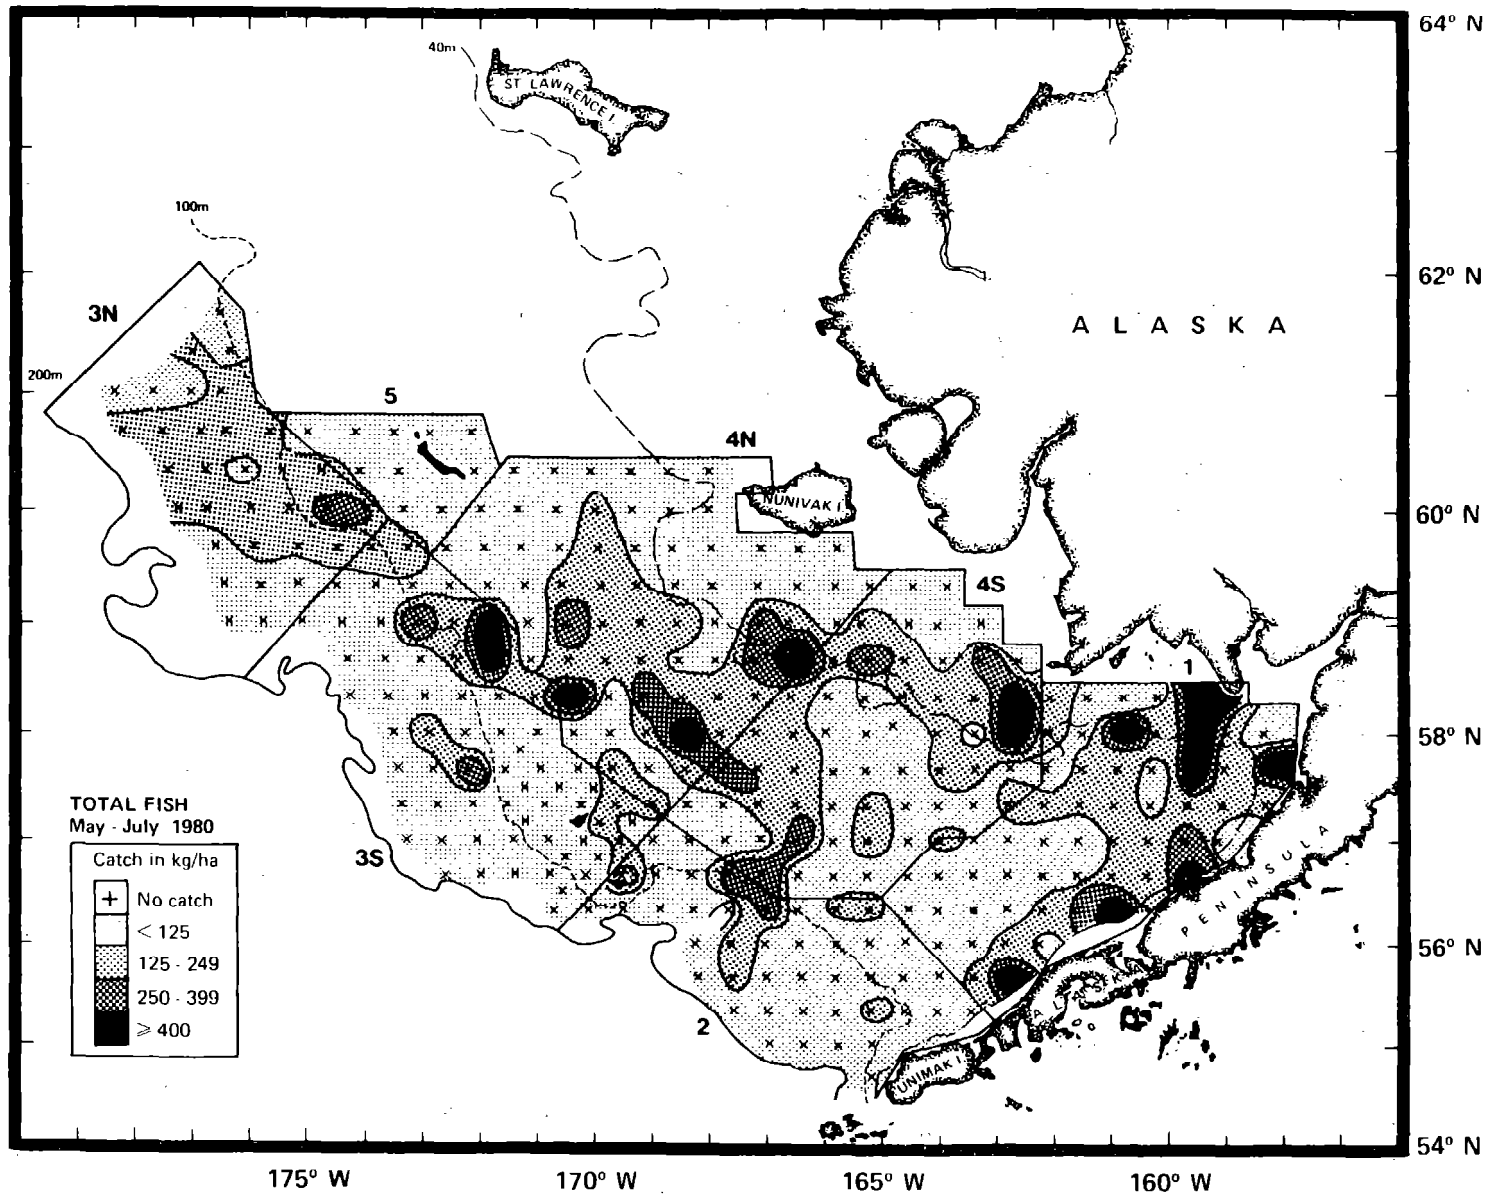 64° N
40m
ST LAWRENCE I.
100m
62° N
3N
ALASKA
200m
5
4N
NUNIVAK I
60° N
4S
1
58° N
TOTAL FISH
May - July 1980
Catch in kg/ha
+ No catch
< 125
125 - 249
250 - 399
≥ 400
3S
PENINSULA
56° N
ALASKA
2
UNIMAK I
54° N
175° W
170° W
165° W
160° W